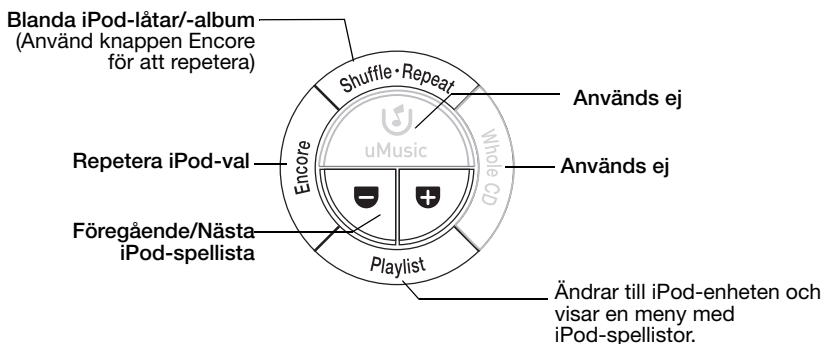 Blanda iPod-låtar/-album
(Använd knappen Encore
för att repetera)
Shuffle • Repeat
Används ej
uMusic
Whole CD
Används ej
Repetera iPod-val
Encore
Föregående/Nästa
iPod-spellista
Playlist
Ändrar till iPod-enheten och
visar en meny med
iPod-spellistor.